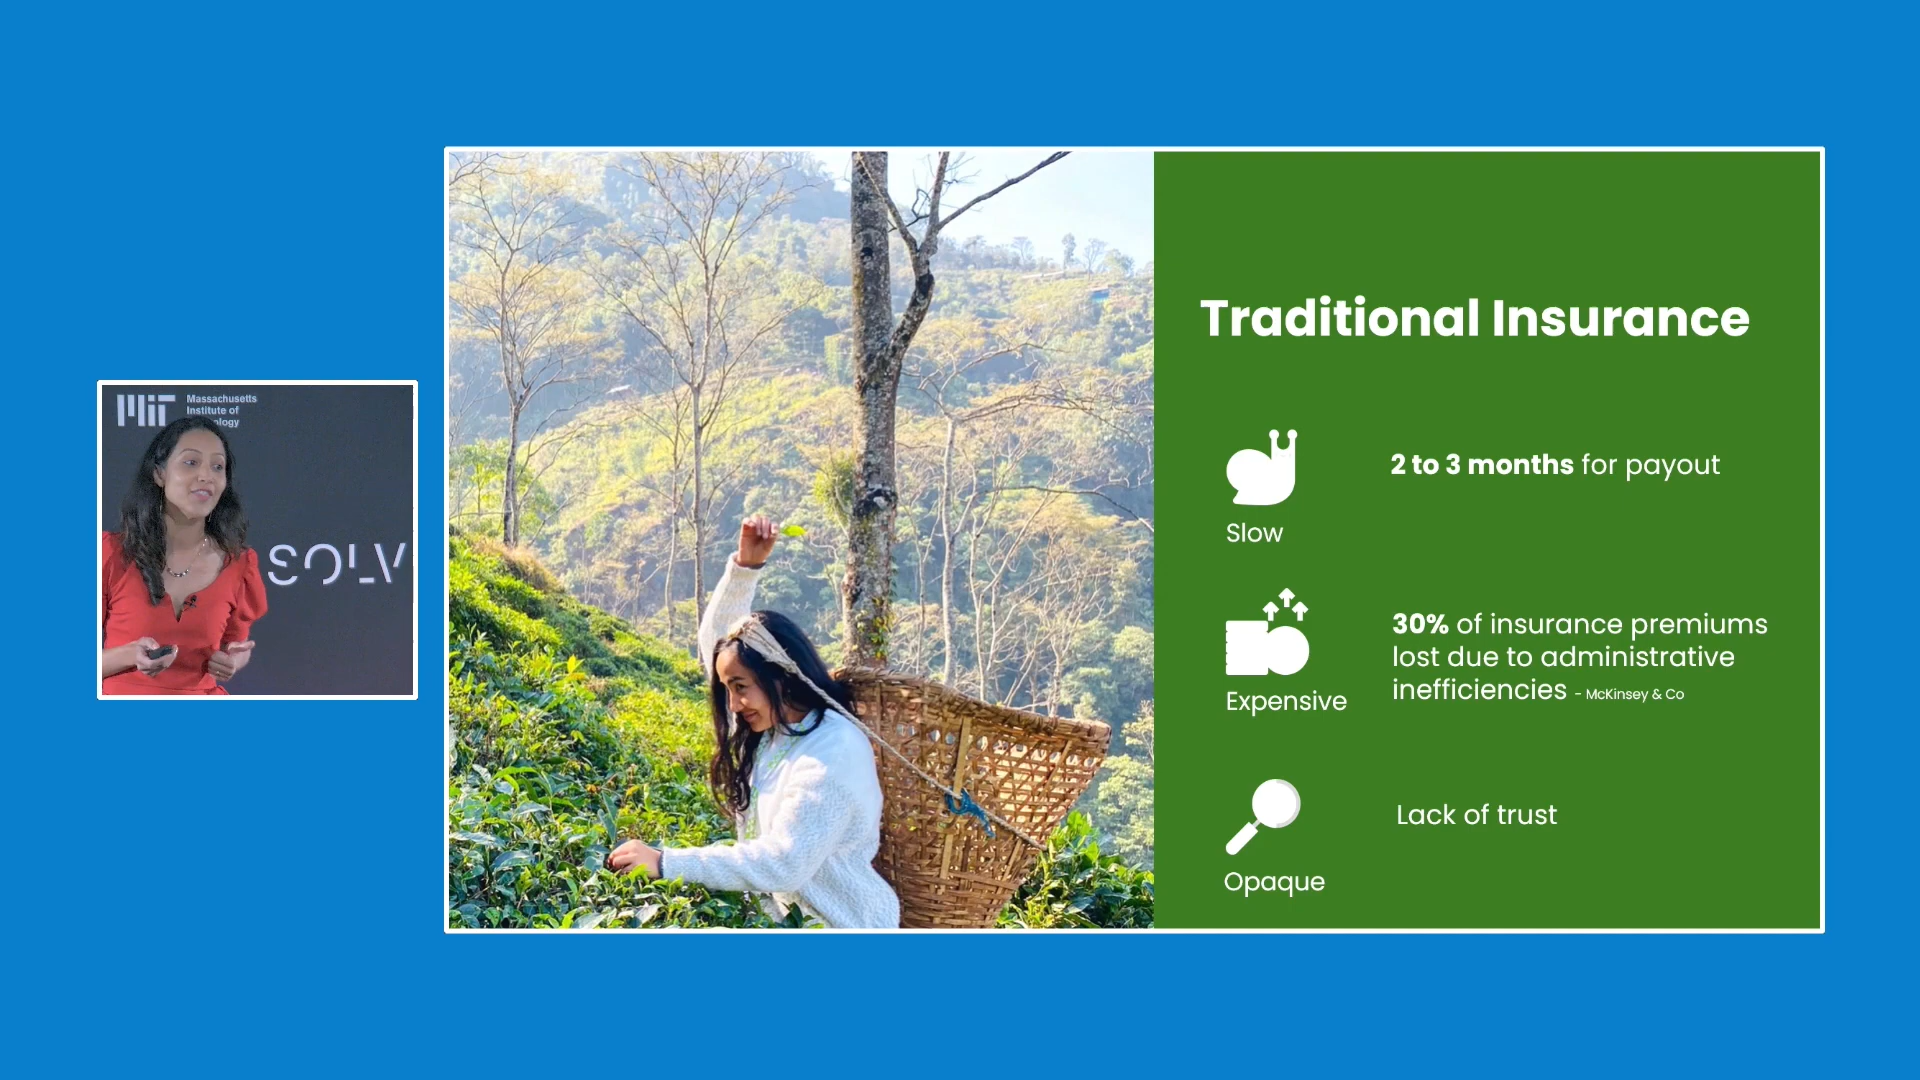 Massachusetts
Institute of
ology
SOLV
Traditional Insurance
2 to 3 months for payout
Slow
30% of insurance premiums
lost due to administrative
inefficiencies - McKinsey & Co
Expensive
Lack of trust
Opaque